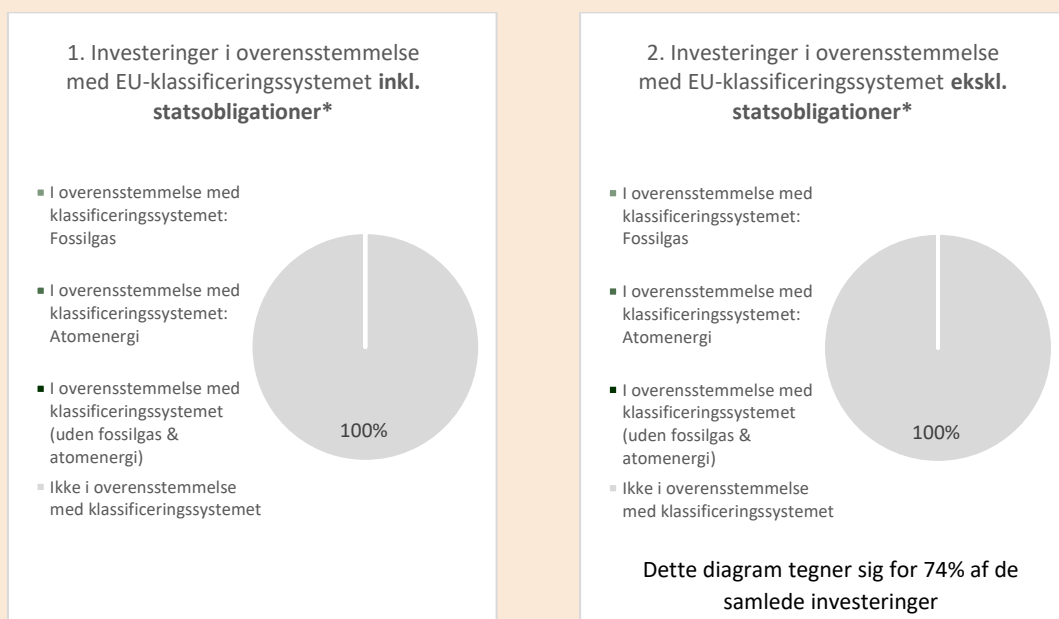 1. Investeringer i overensstemmelse
med EU-klassificeringssystemet inkl.
statsobligationer*
I overensstemmelse med
klassificeringssystemet:
Fossilgas
I overensstemmelse med
klassificeringssystemet:
Atomenergi
I overensstemmelse med
klassificeringssystemet
(uden fossilgas &
atomenergi)
Ikke i overensstemmelse
med klassificeringssystemet
100%
2. Investeringer i overensstemmelse
med EU-klassificeringssystemet ekskl.
statsobligationer*
I overensstemmelse med
klassificeringssystemet:
Fossilgas
I overensstemmelse med
klassificeringssystemet:
Atomenergi
I overensstemmelse med
klassificeringssystemet
(uden fossilgas &
atomenergi)
Ikke i overensstemmelse
med klassificeringssystemet
100%
Dette diagram tegner sig for 74% af de
samlede investeringer